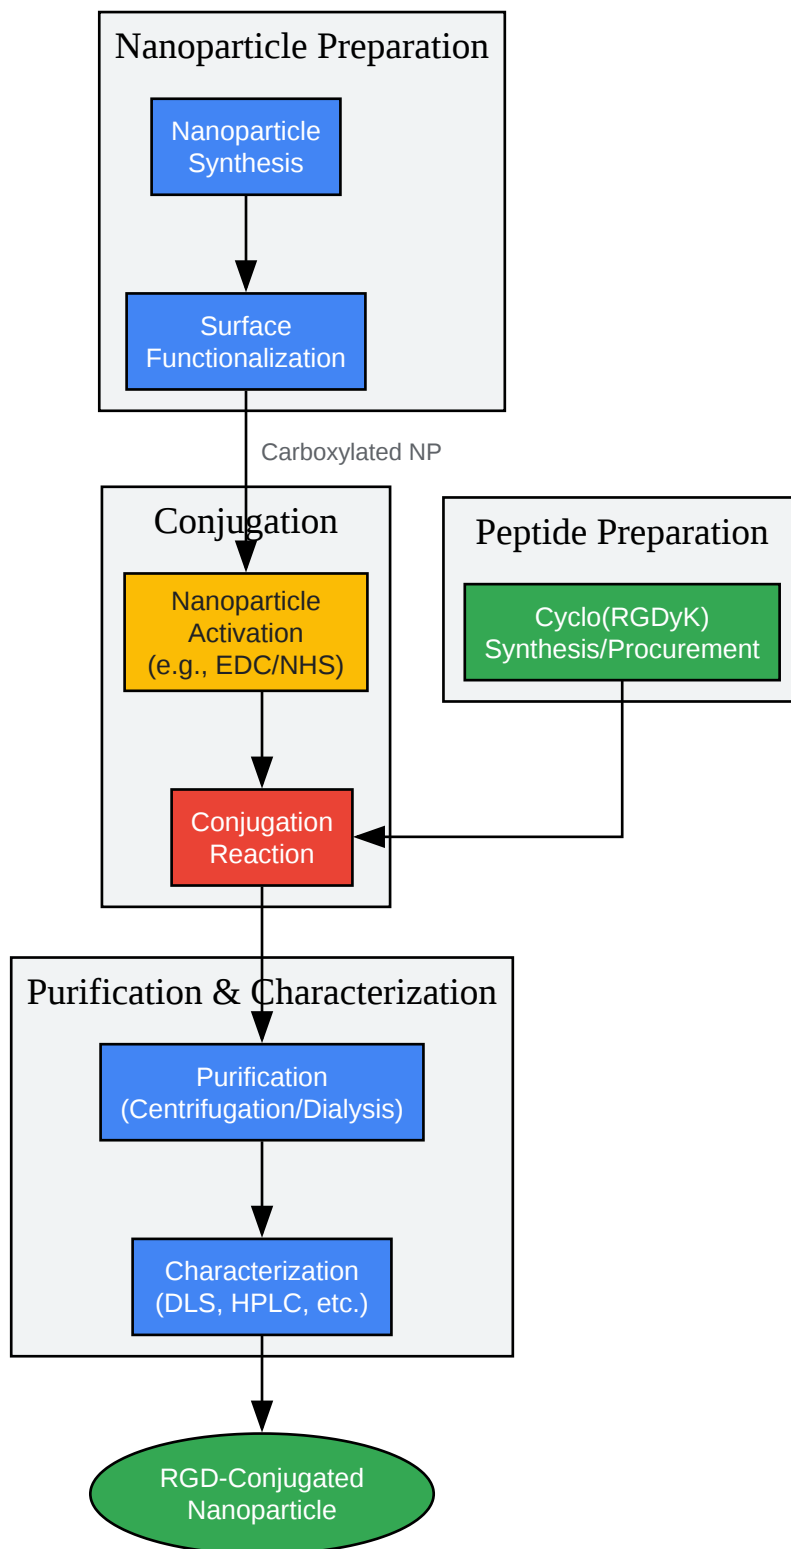 Nanoparticle Preparation
Nanoparticle
Synthesis
Surface
Functionalization
Carboxylated NP
Conjugation
Peptide Preparation
Nanoparticle
Activation
(e.g., EDC/NHS)
Cyclo(RGDyK)
Synthesis/Procurement
Conjugation
Reaction
Purification & Characterization
Purification
(Centrifugation/Dialysis)
Characterization
(DLS, HPLC, etc.)
RGD-Conjugated
Nanoparticle